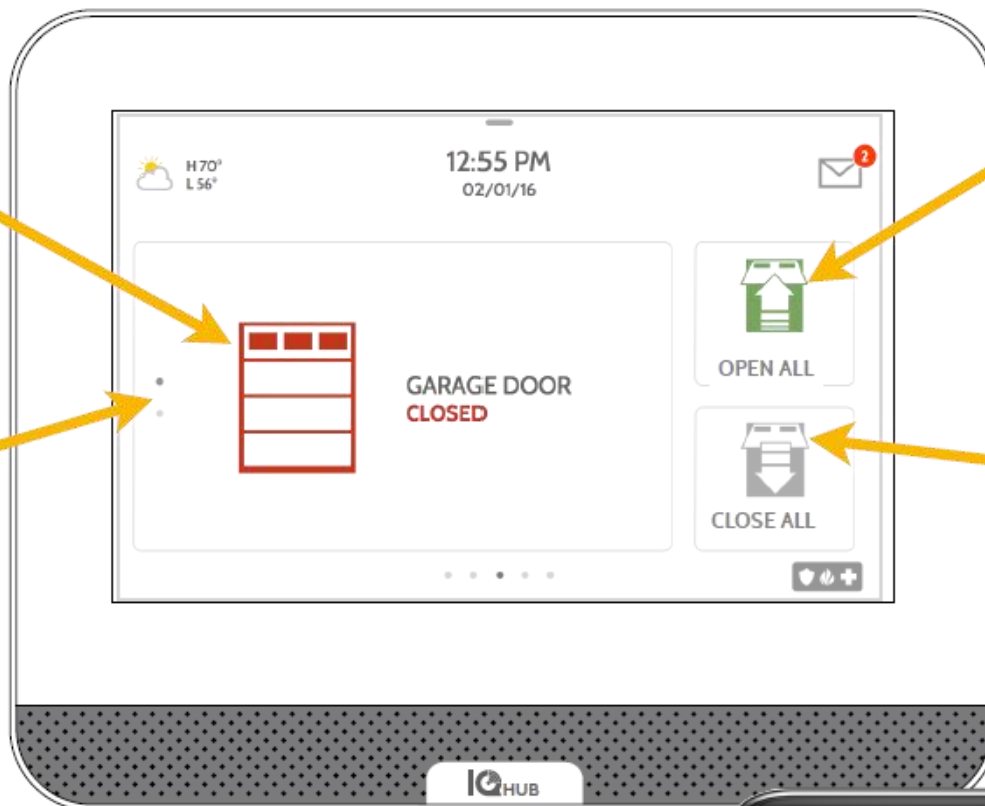 H 70°
L 56°
12:55 PM
02/01/16
2
GARAGE DOOR
CLOSED
OPEN ALL
CLOSE ALL
IQ HUB